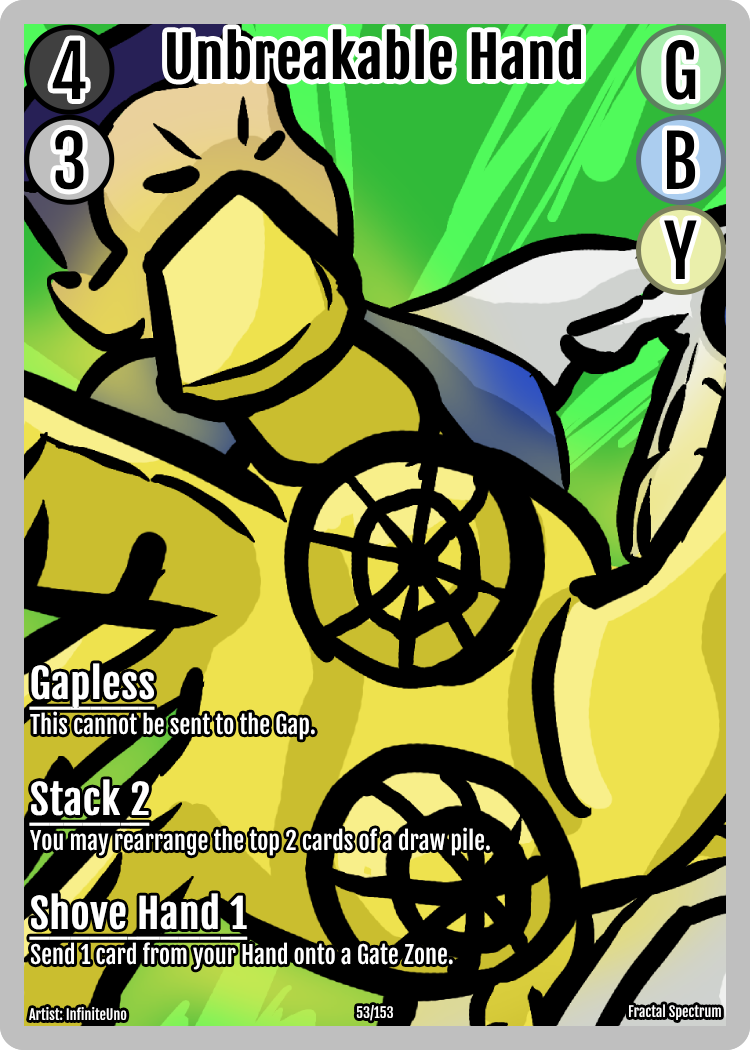 4
Unbreakable Hand
G
3
B
Y
Gapless
This cannot be sent to the Gap.
Stack 2
You may rearrange the top 2 cards of a draw pile.
Shove Hand 1
Send 1 card from your Hand onto a Gate Zone.
Artist: InfiniteUno
53/153
Fractal Spectrum